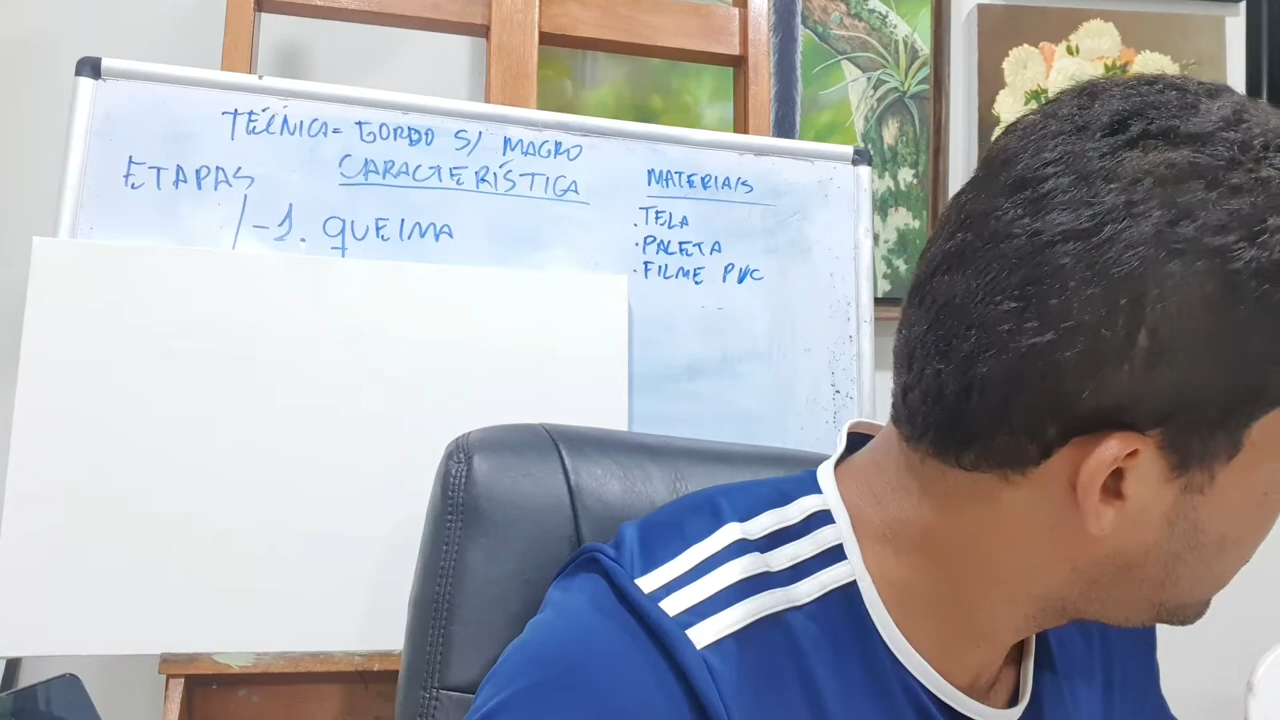 TÉCNICA= GORDO S/ MAGRO
ETAPAS
CARACTERÍSTICA
/-1. QUEIMA
MATERIAIS
.TELA
.PALETA
.FILME PVC